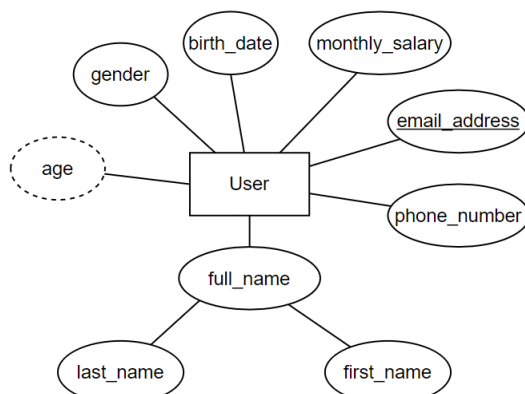 birth_date
monthly_salary
gender
email_address
age
User
phone_number
full_name
last_name
first_name